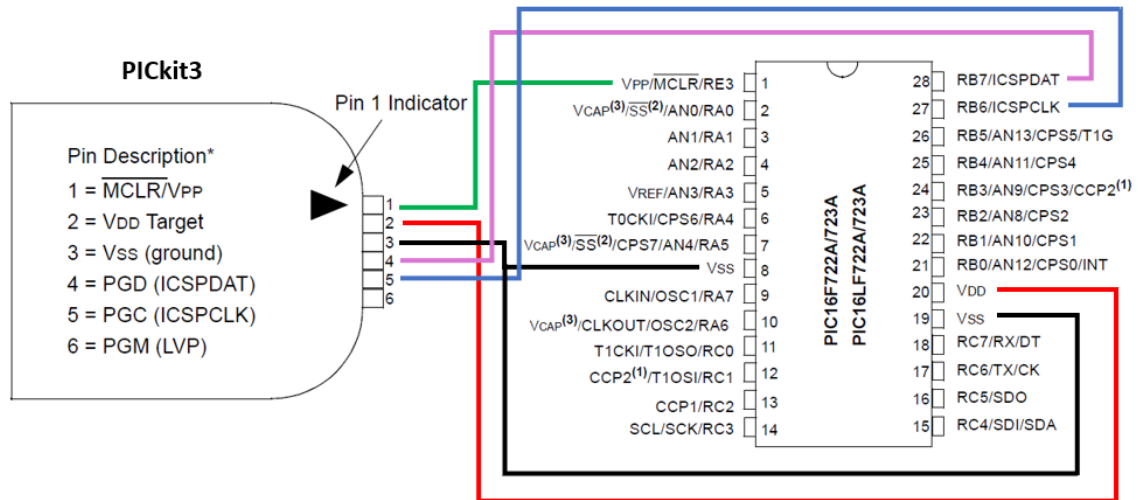 PICkit3
Pin 1 Indicator
Pin Description*
1 = MCLR/VPP
2 = VDD Target
3 = VSS (ground)
4 = PGD (ICSPDAT)
5 = PGC (ICSPCLK)
6 = PGM (LVP)
1
2
3
4
5
6
VPP/MCLR/RE3 1
VCAP(3)/SS(2)/AN0/RA0 2
AN1/RA1 3
AN2/RA2 4
VREF/AN3/RA3 5
T0CKI/CPS6/RA4 6
VCAP(3)/SS(2)/CPS7/AN4/RA5 7
VSS 8
CLKIN/OSC1/RA7 9
VCAP(3)/CLKOUT/OSC2/RA6 10
T1CKI/T1OSO/RC0 11
CCP2(1)/T1OSI/RC1 12
CCP1/RC2 13
SCL/SCK/RC3 14
PIC16F722A/723A
PIC16LF722A/723A
28 RB7/ICSPDAT
27 RB6/ICSPCLK
26 RB5/AN13/CPS5/T1G
25 RB4/AN11/CPS4
24 RB3/AN9/CPS3/CCP2(1)
23 RB2/AN8/CPS2
22 RB1/AN10/CPS1
21 RB0/AN12/CPS0/INT
20 VDD
19 VSS
18 RC7/RX/DT
17 RC6/TX/CK
16 RC5/SDO
15 RC4/SDI/SDA